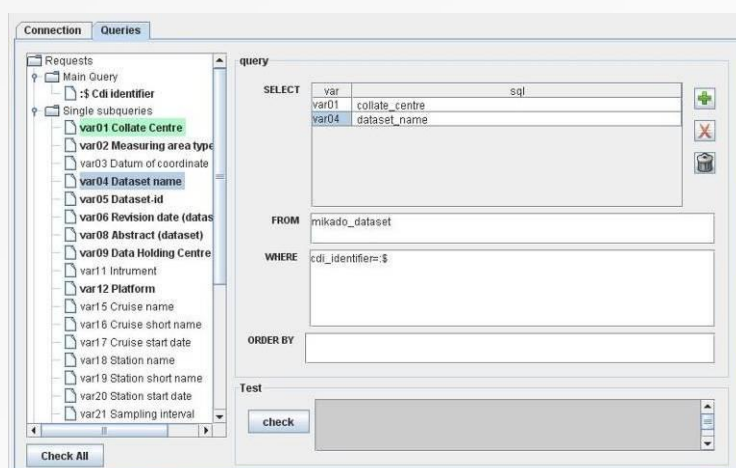 Connection Queries
Requests
Main Query
:$ Cdi identifier
Single subqueries
var01 Collate Centre
var02 Measuring area type
var03 Datum of coordinate
var04 Dataset name
var05 Dataset-id
var06 Revision date (datas
var08 Abstract (dataset)
var09 Data Holding Centre
var11 Intrument
var12 Platform
var15 Cruise name
var16 Cruise short name
var17 Cruise start date
var18 Station name
var19 Station short name
var20 Station start date
var21 Sampling interval
Check All
query
SELECT
var sql
var01 collate_centre
var04 dataset_name
FROM mikado_dataset
WHERE cdi_identifier=:$
ORDER BY
Test
check